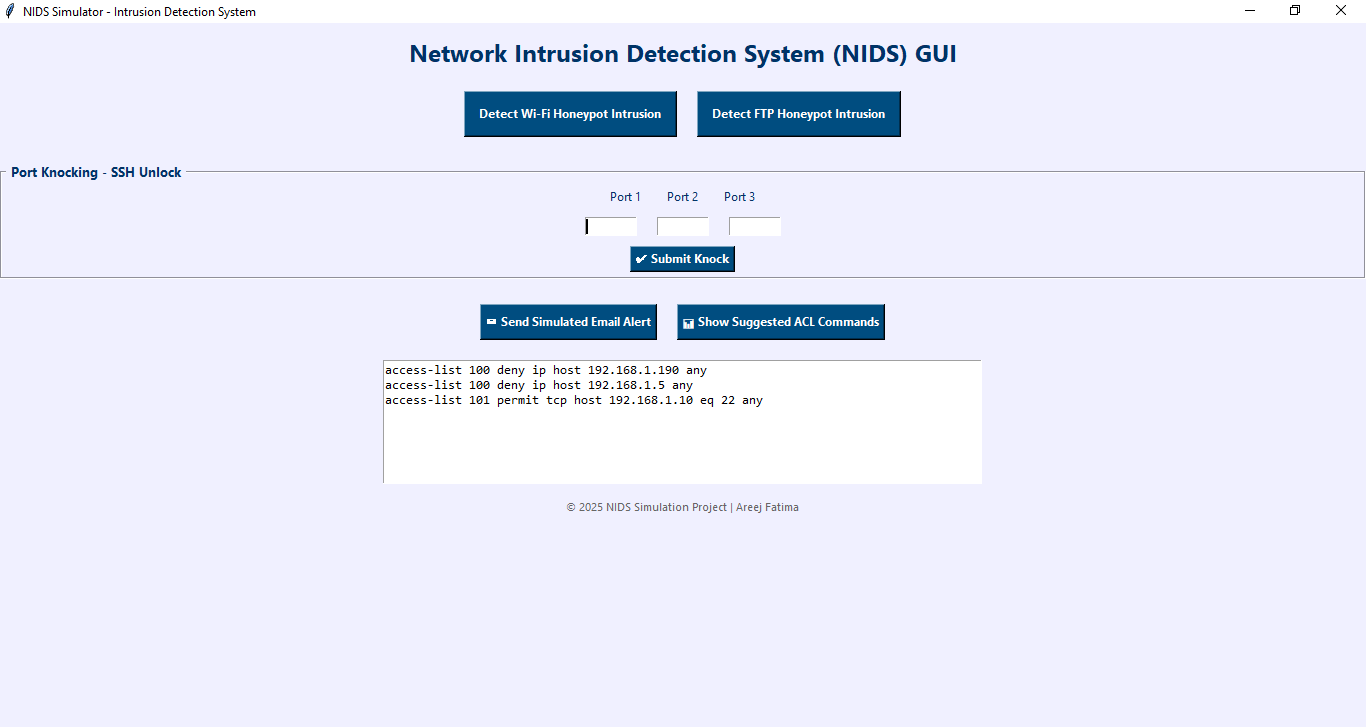 NIDS Simulator - Intrusion Detection System
Network Intrusion Detection System (NIDS) GUI
Detect Wi-Fi Honeypot Intrusion Detect FTP Honeypot Intrusion
Port Knocking - SSH Unlock
Port 1 Port 2 Port 3
✔ Submit Knock
Send Simulated Email Alert Show Suggested ACL Commands
access-list 100 deny ip host 192.168.1.190 any
access-list 100 deny ip host 192.168.1.5 any
access-list 101 permit tcp host 192.168.1.10 eq 22 any
© 2025 NIDS Simulation Project | Areej Fatima